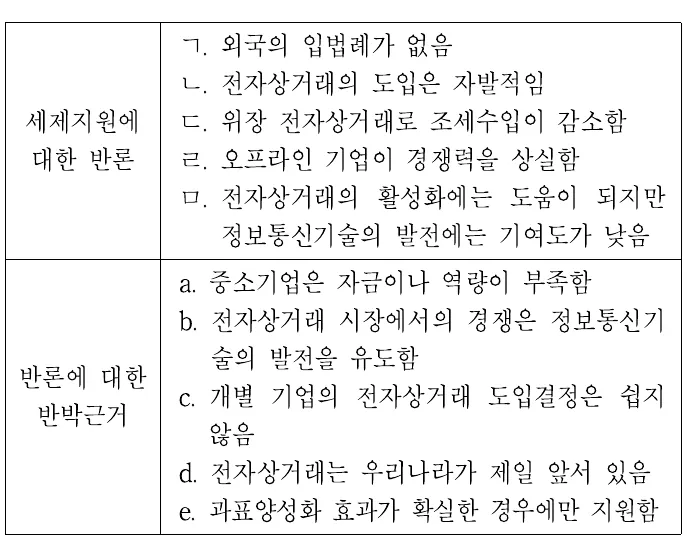 세제지원에
대한 반론
ㄱ. 외국의 입법례가 없음
ㄴ. 전자상거래의 도입은 자발적임
ㄷ. 위장 전자상거래로 조세수입이 감소함
ㄹ. 오프라인 기업이 경쟁력을 상실함
ㅁ. 전자상거래의 활성화에는 도움이 되지만
정보통신기술의 발전에는 기여도가 낮음
반론에 대한
반박근거
a. 중소기업은 자금이나 역량이 부족함
b. 전자상거래 시장에서의 경쟁은 정보통신기
술의 발전을 유도함
c. 개별 기업의 전자상거래 도입결정은 쉽지
않음
d. 전자상거래는 우리나라가 제일 앞서 있음
e. 과표양성화 효과가 확실한 경우에만 지원함